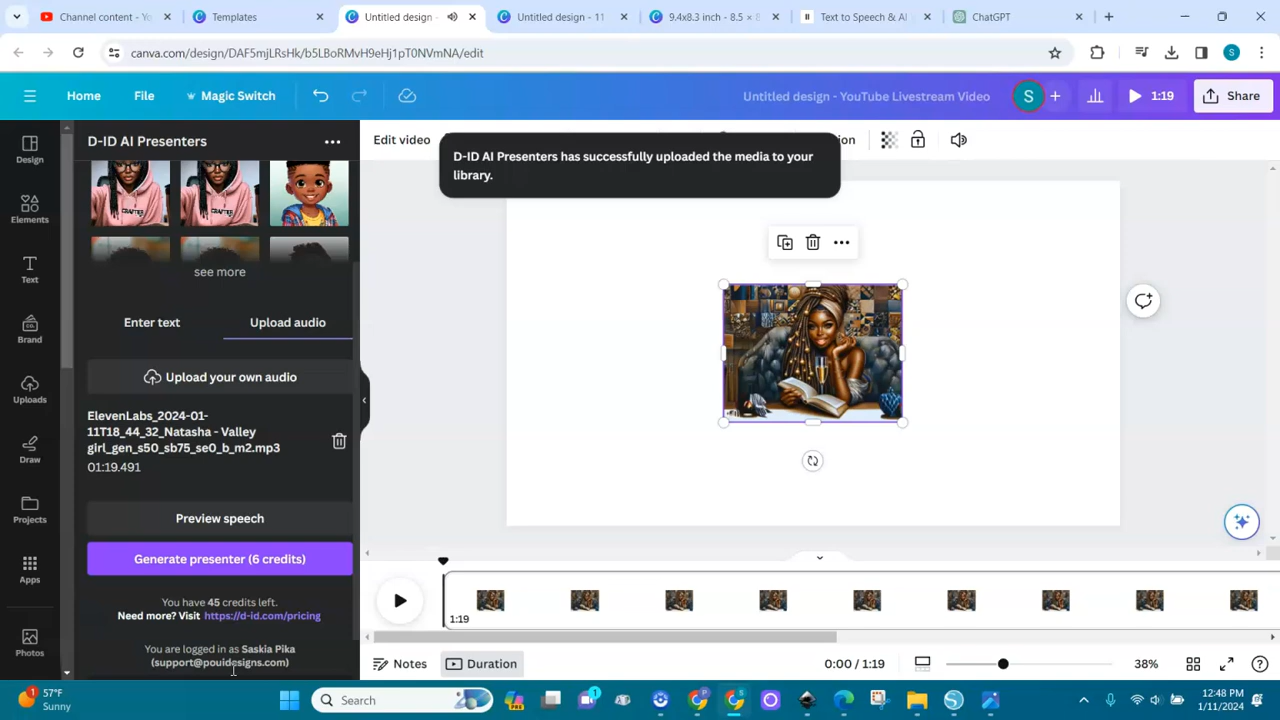 Channel content - Yo
Templates
Untitled design -
Untitled design - 11
9.4x8.3 inch - 8.5 ×
Text to Speech & AI
ChatGPT
canva.com/design/DAF5mjLRsHk/b5LBoRMvH9eHj1pT0NVmNA/edit
S
Home
File
Magic Switch
Untitled design - YouTube Livestream Video
S
1:19
Share
Design
Elements
Text
Brand
Uploads
Draw
Projects
Apps
Photos
D-ID AI Presenters
see more
Enter text
Upload audio
Upload your own audio
ElevenLabs_2024-01-
11T18_44_32_Natasha - Valley
girl_gen_s50_sb75_se0_b_m2.mp3
01:19.491
Preview speech
Generate presenter (6 credits)
You have 45 credits left.
Need more? Visit https://d-id.com/pricing
You are logged in as Saskia Pika
(support@pouidesigns.com)
Edit video
D-ID AI Presenters has successfully uploaded the media to your
library.
1:19
Notes
Duration
0:00 / 1:19
38%
1
57°F
Sunny
Search
1
12:48 PM
1/11/2024